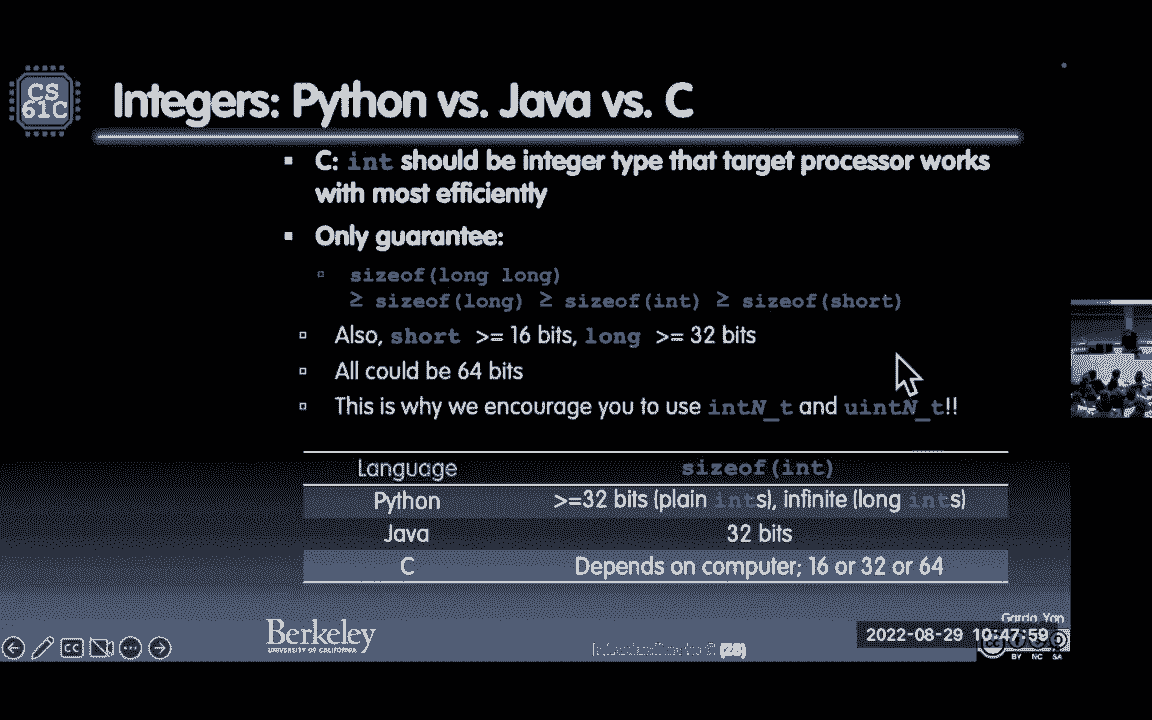 CS
61C
Integers: Python vs. Java vs. C
C: int should be integer type that target processor works
with most efficiently
Only guarantee:
sizeof(long long)
≥ sizeof(long) ≥ sizeof(int) ≥ sizeof(short)
Also, short >= 16 bits, long >= 32 bits
All could be 64 bits
This is why we encourage you to use intN_t and uintN_t!!
Language sizeof(int)
Python >=32 bits (plain ints), infinite (long ints)
Java 32 bits
C Depends on computer; 16 or 32 or 64
Berkeley
UNIVERSITY OF CALIFORNIA
(28)
Yan
2022-08-29 10:47:59
CC
BY NC SA